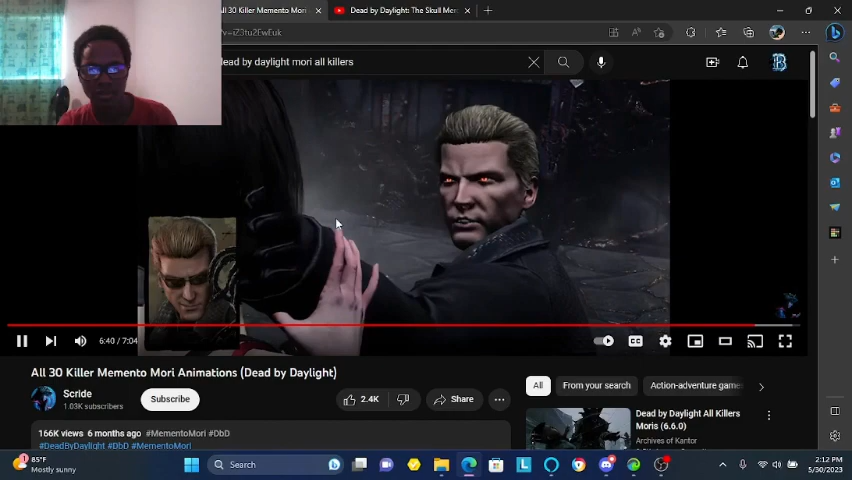 All 30 Killer Memento Mori
Dead by Daylight: The Skull Mer
v=iZ3tu2EwEuk
dead by daylight mori all killers
6:40 / 7:04
All 30 Killer Memento Mori Animations (Dead by Daylight)
Scride
1.03K subscribers
Subscribe
2.4K
Share
166K views 6 months ago #MementoMori #DbD
#DeadByDaylight #DbD #MementoMori
All
From your search
Action-adventure game
Dead by Daylight All Killers
Moris (6.6.0)
Archives of Kantor
85°F
Mostly sunny
Search
2:12 PM
5/30/2023